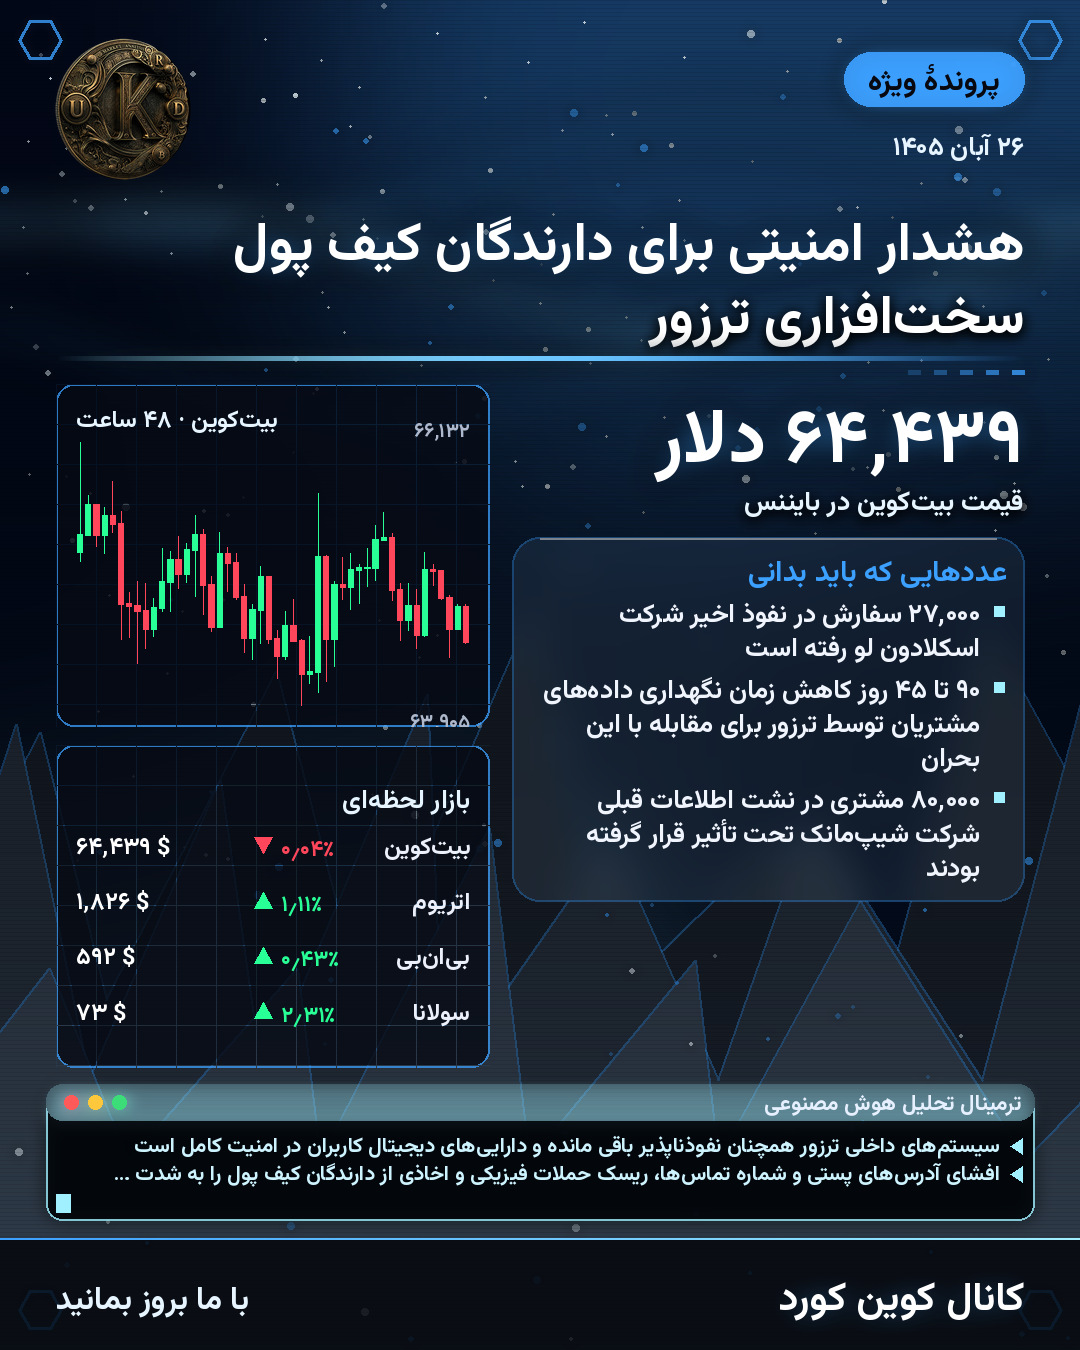 پروندهٔ ویژه
۲۶ آبان ۱۴۰۵
هشدار امنیتی برای دارندگان کیف پول
سخت‌افزاری ترزور
۶۴,۴۳۹ دلار
قیمت بیت‌کوین در بایننس
عددهایی که باید بدانی
۲۷,۰۰۰ سفارش در نفوذ اخیر شرکت
اسکلادون لو رفته است
۹۰ تا ۴۵ روز کاهش زمان نگهداری داده‌های
مشتریان توسط ترزور برای مقابله با این
بحران
۸۰,۰۰۰ مشتری در نشت اطلاعات قبلی
شرکت شیپ‌مانک تحت تأثیر قرار گرفته
بودند
بیت‌کوین · ۴۸ ساعت
۶۶,۱۳۲
۶۳,۹۰۵
بازار لحظه‌ای
بیت‌کوین ۰٫۰۴٪ ▼ ۶۴,۴۳۹ $
اتریوم ۱٫۱۱٪ ▲ ۱,۸۲۶ $
بی‌ان‌بی ۰٫۴۳٪ ▲ ۵۹۲ $
سولانا ۲٫۳۱٪ ▲ ۷۳ $
ترمینال تحلیل هوش مصنوعی
سیستم‌های داخلی ترزور همچنان نفوذناپذیر باقی مانده و دارایی‌های دیجیتال کاربران در امنیت کامل است
افشای آدرس‌های پستی و شماره تماس‌ها، ریسک حملات فیزیکی و اخاذی از دارندگان کیف پول را به شدت ...
کانال کوین کورد
با ما بروز بمانید